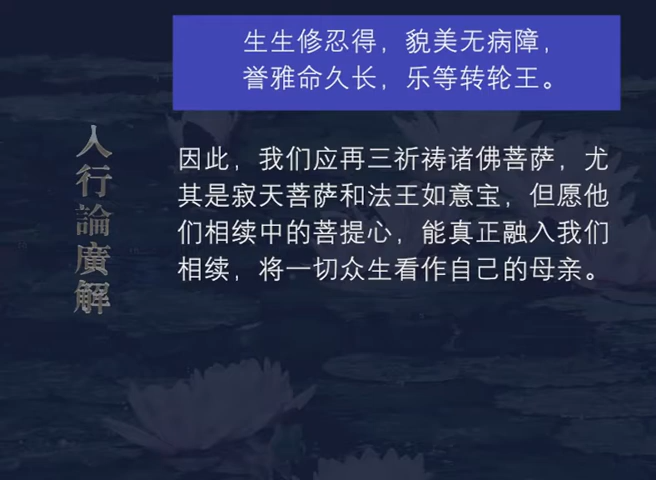 生生修忍得，貌美无病障，
誉雅命久长，乐等转轮王。
入行論廣解
因此，我们应再三祈祷诸佛菩萨，尤
其是寂天菩萨和法王如意宝，但愿他
们相续中的菩提心，能真正融入我们
相续，将一切众生看作自己的母亲。